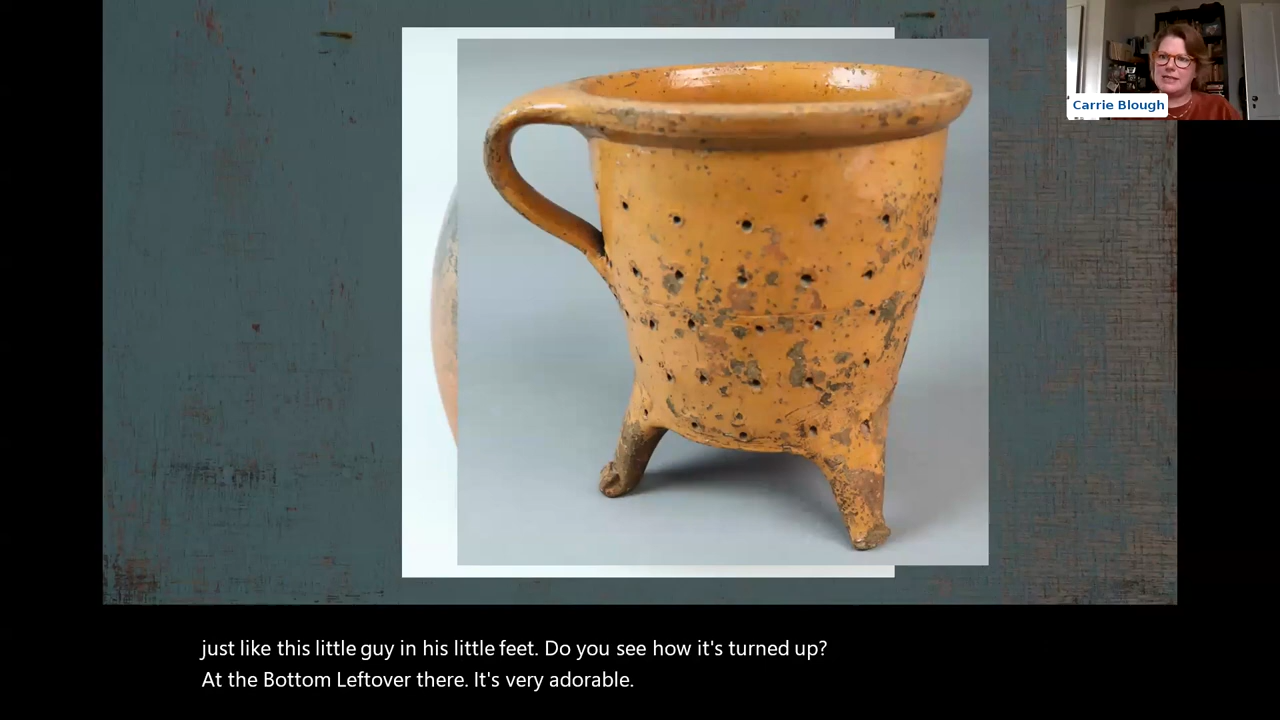 Carrie Blough
just like this little guy in his little feet. Do you see how it's turned up?
At the Bottom Leftover there. It's very adorable.